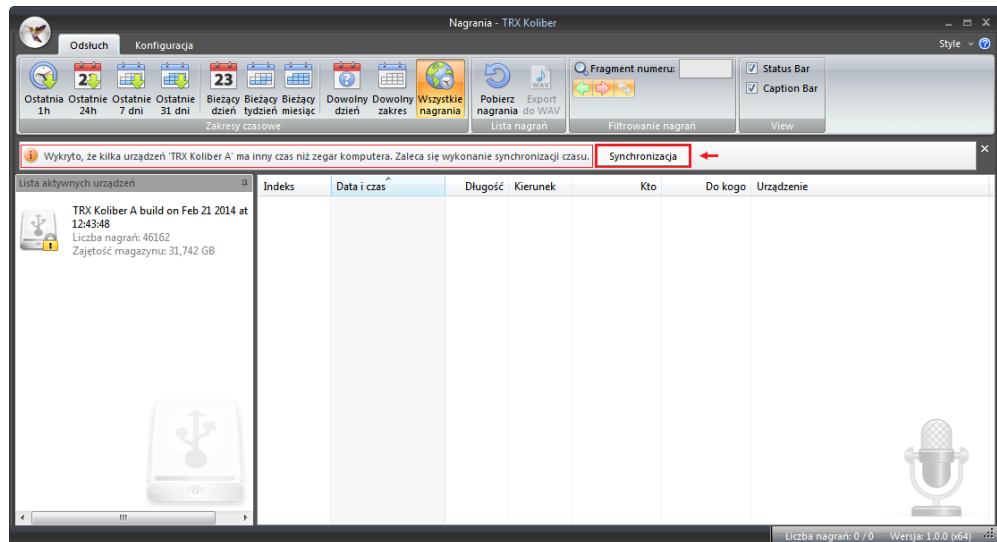 Nagrania - TRX Koliber
Odsłuch Konfiguracja Style
Ostatnia 1h
Ostatnie 24h
Ostatnie 7 dni
Ostatnie 31 dni
23
Bieżący dzień
Bieżący tydzień
Bieżący miesiąc
Dowolny dzień
Dowolny zakres
Wszystkie nagrania
Zakresy czasowe
Pobierz nagrania
WAV
Export do WAV
Lista nagrań
Fragment numeru:
Filtrowanie nagrań
Status Bar
Caption Bar
View
Wykryto, że kilka urządzeń 'TRX Koliber A' ma inny czas niż zegar komputera. Zaleca się wykonanie synchronizacji czasu. Synchronizacja
Lista aktywnych urządzeń
Indeks Data i czas Długość Kierunek Kto Do kogo Urządzenie
TRX Koliber A build on Feb 21 2014 at
12:43:48
Liczba nagrań: 46162
Zajętość magazynu: 31,742 GB
Liczba nagrań: 0 / 0 Wersja: 1.0.0 (x64)